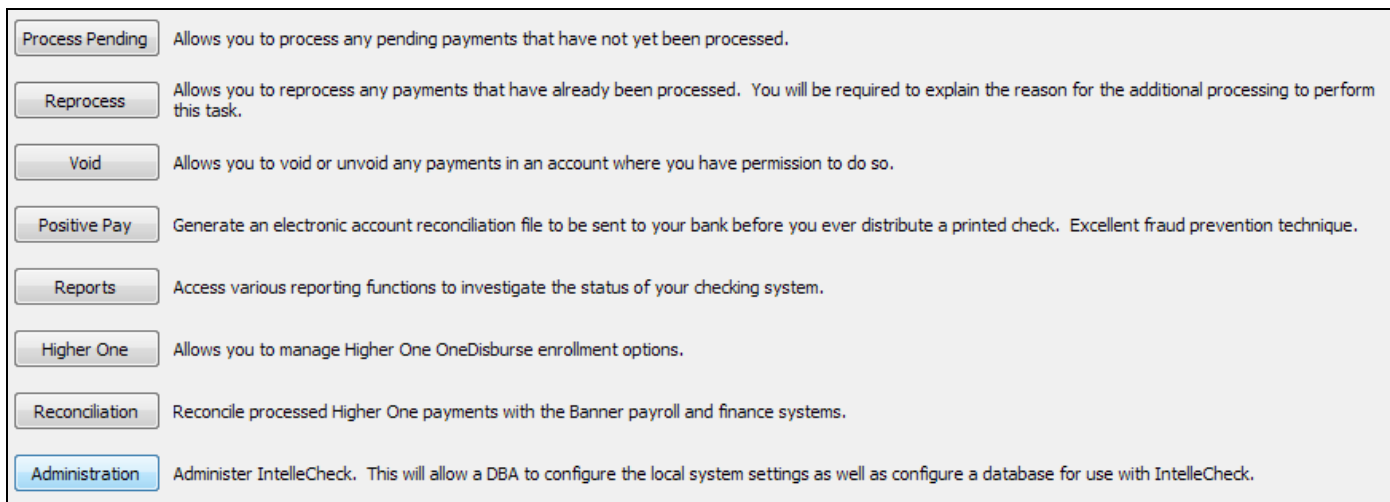 Process Pending Allows you to process any pending payments that have not yet been processed.
Reprocess Allows you to reprocess any payments that have already been processed.  You will be required to explain the reason for the additional processing to perform
this task.
Void Allows you to void or unvoid any payments in an account where you have permission to do so.
Positive Pay Generate an electronic account reconciliation file to be sent to your bank before you ever distribute a printed check.  Excellent fraud prevention technique.
Reports Access various reporting functions to investigate the status of your checking system.
Higher One Allows you to manage Higher One OneDisburse enrollment options.
Reconciliation Reconcile processed Higher One payments with the Banner payroll and finance systems.
Administration Administer IntelleCheck.  This will allow a DBA to configure the local system settings as well as configure a database for use with IntelleCheck.